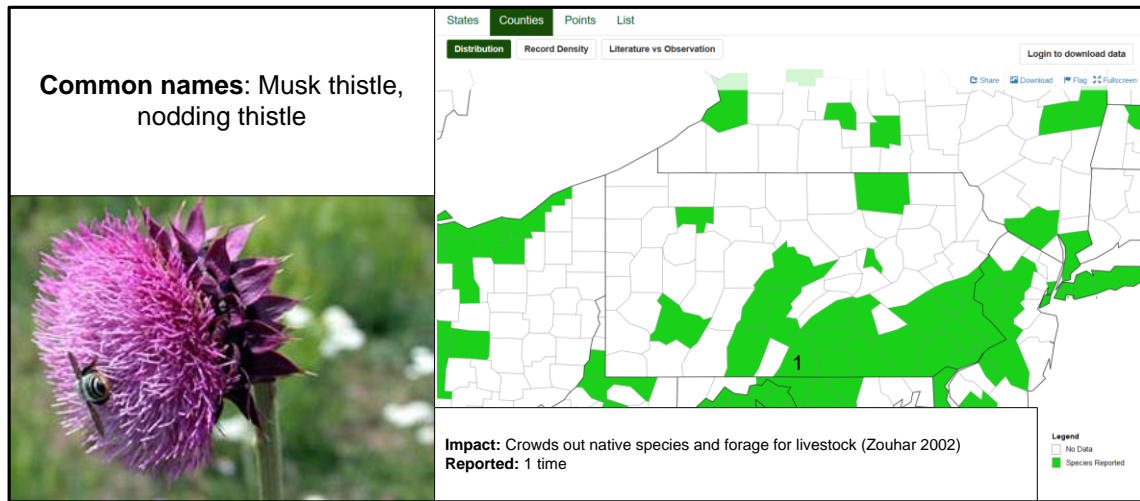 Common names: Musk thistle,
nodding thistle
States Counties Points List
Distribution Record Density Literature vs Observation
Login to download data
Share Download Flag Fullscreen
1
Impact: Crowds out native species and forage for livestock (Zouhar 2002)
Reported: 1 time
Legend
No Data
Species Reported